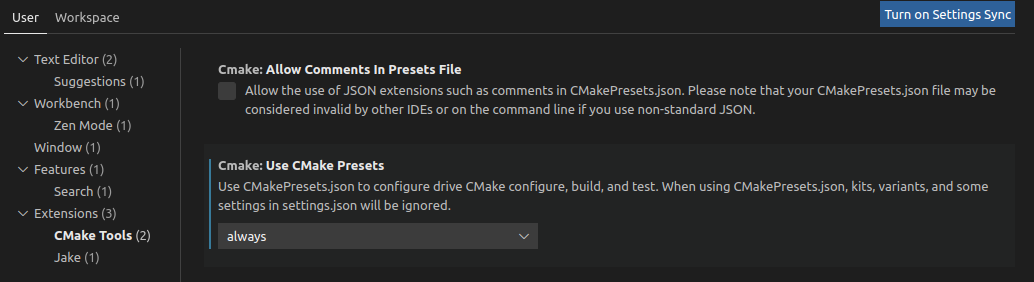 User Workspace
Turn on Settings Sync
Text Editor (2)
Suggestions (1)
Workbench (1)
Zen Mode (1)
Window (1)
Features (1)
Search (1)
Extensions (3)
CMake Tools (2)
Jake (1)
Cmake: Allow Comments In Presets File
Allow the use of JSON extensions such as comments in CMakePresets.json. Please note that your CMakePresets.json file may be
considered invalid by other IDEs or on the command line if you use non-standard JSON.
Cmake: Use CMake Presets
Use CMakePresets.json to configure drive CMake configure, build, and test. When using CMakePresets.json, kits, variants, and some
settings in settings.json will be ignored.
always